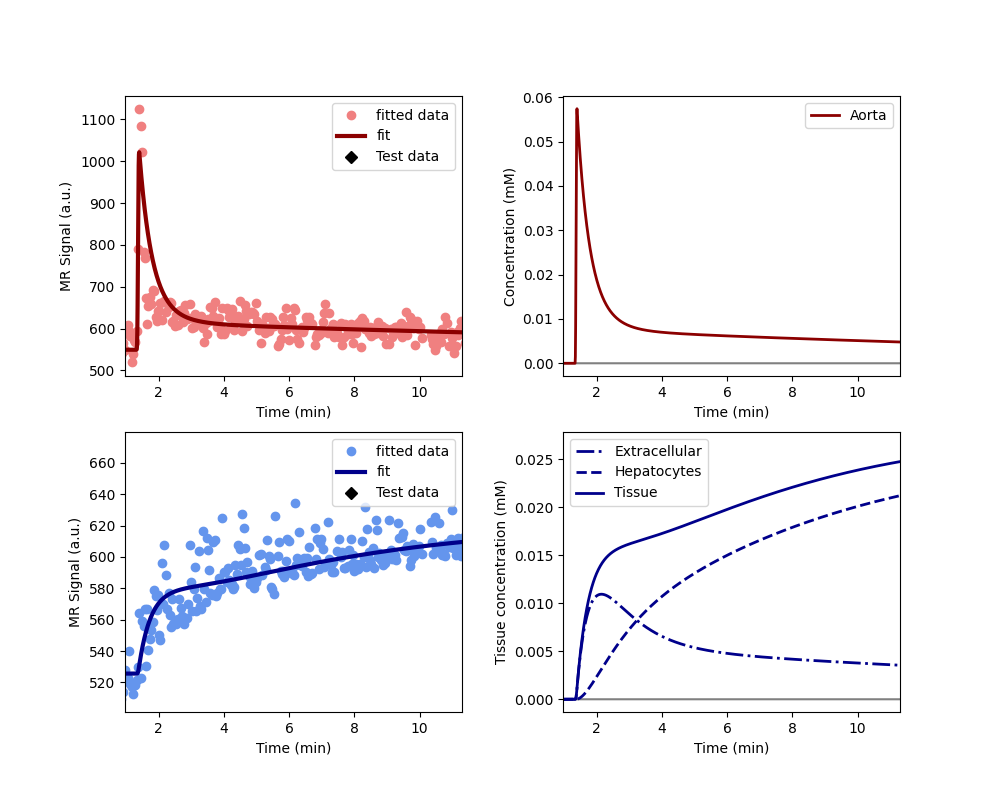 1100
1000
900
800
700
600
500
MR Signal (a.u.)
2 4 6 8 10
Time (min)
fitted data
fit
Test data
0.06
0.05
0.04
0.03
0.02
0.01
0.00
Concentration (mM)
2 4 6 8 10
Time (min)
Aorta
660
640
620
600
580
560
540
520
MR Signal (a.u.)
2 4 6 8 10
Time (min)
fitted data
fit
Test data
0.025
0.020
0.015
0.010
0.005
0.000
Tissue concentration (mM)
2 4 6 8 10
Time (min)
Extracellular
Hepatocytes
Tissue